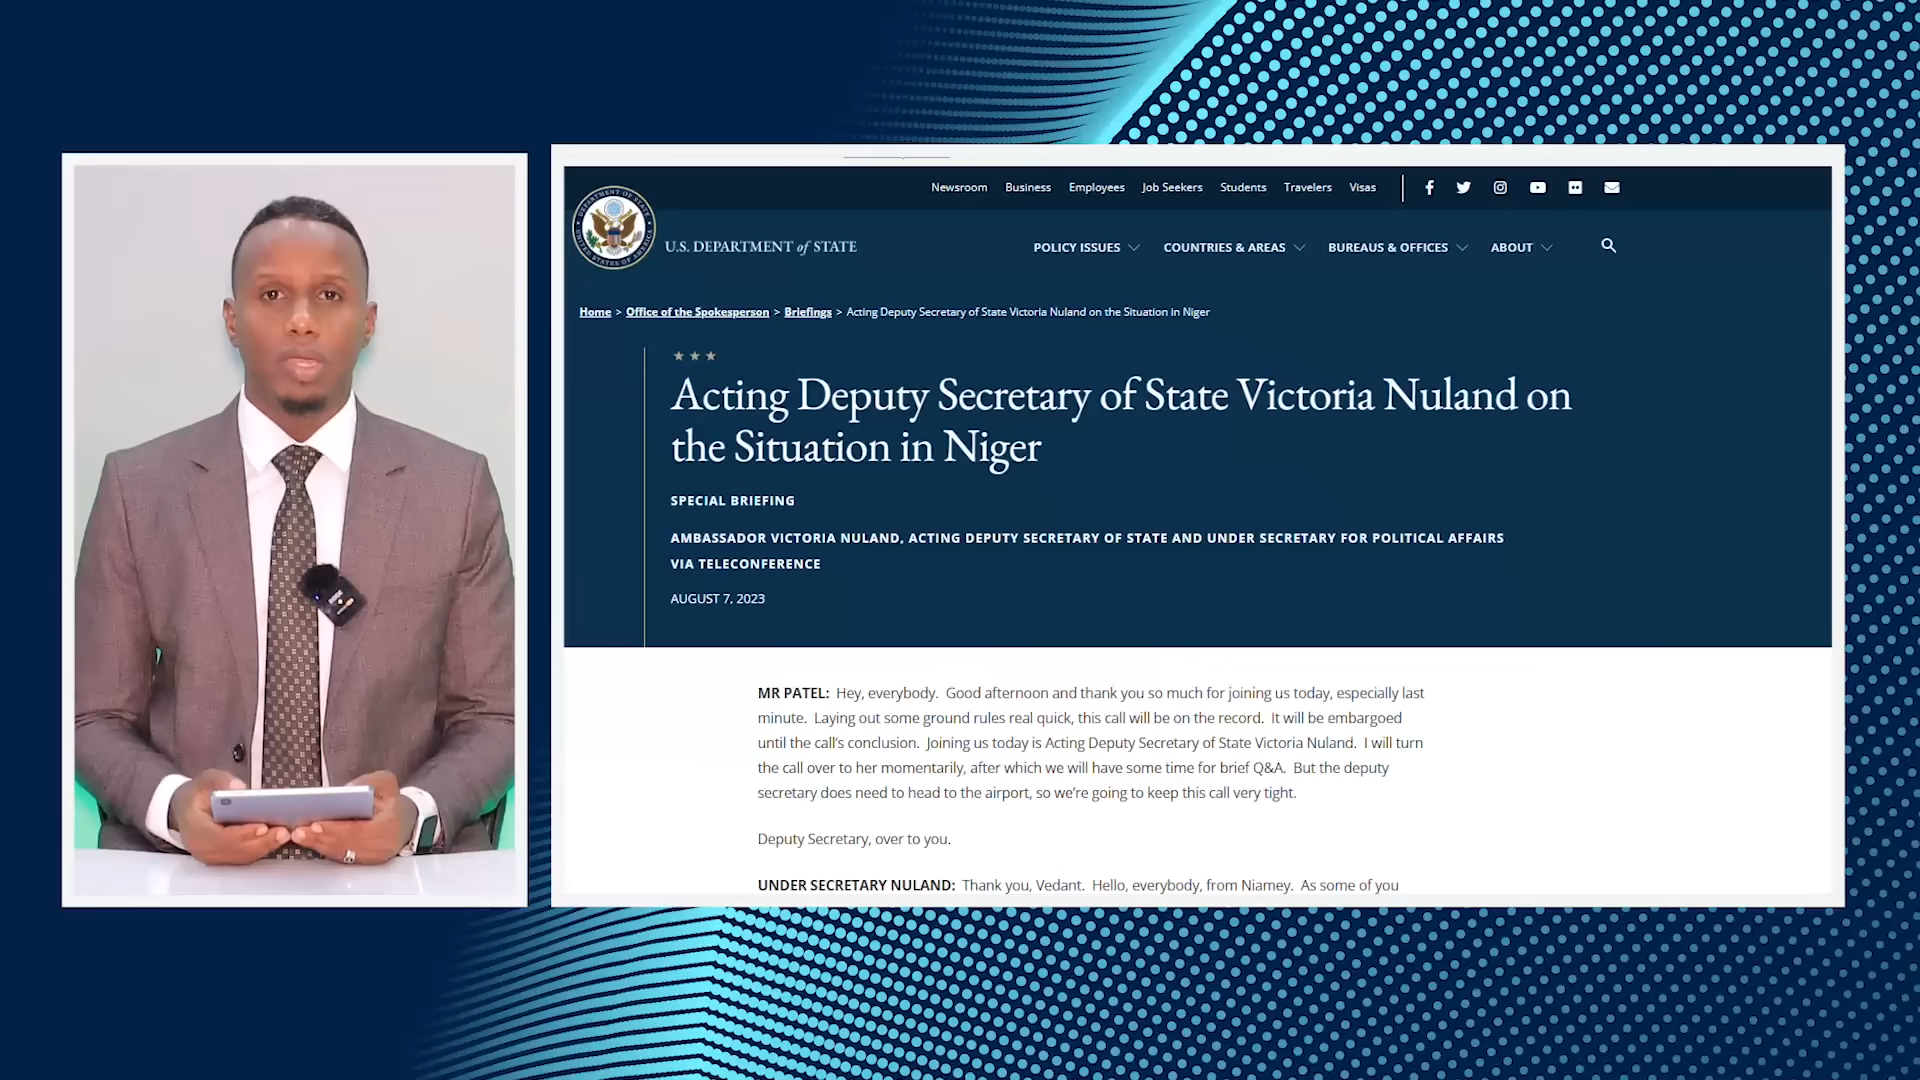 Newsroom Business Employees Job Seekers Students Travelers Visas
U.S. DEPARTMENT of STATE
POLICY ISSUES COUNTRIES & AREAS BUREAUS & OFFICES ABOUT
Home > Office of the Spokesperson > Briefings > Acting Deputy Secretary of State Victoria Nuland on the Situation in Niger
Acting Deputy Secretary of State Victoria Nuland on
the Situation in Niger
SPECIAL BRIEFING
AMBASSADOR VICTORIA NULAND, ACTING DEPUTY SECRETARY OF STATE AND UNDER SECRETARY FOR POLITICAL AFFAIRS
VIA TELECONFERENCE
AUGUST 7, 2023
MR PATEL: Hey, everybody. Good afternoon and thank you so much for joining us today, especially last
minute. Laying out some ground rules real quick, this call will be on the record. It will be embargoed
until the call's conclusion. Joining us today is Acting Deputy Secretary of State Victoria Nuland. I will turn
the call over to her momentarily, after which we will have some time for brief Q&A. But the deputy
secretary does need to head to the airport, so we're going to keep this call very tight.
Deputy Secretary, over to you.
UNDER SECRETARY NULAND: Thank you, Vedant. Hello, everybody, from Niamey. As some of you